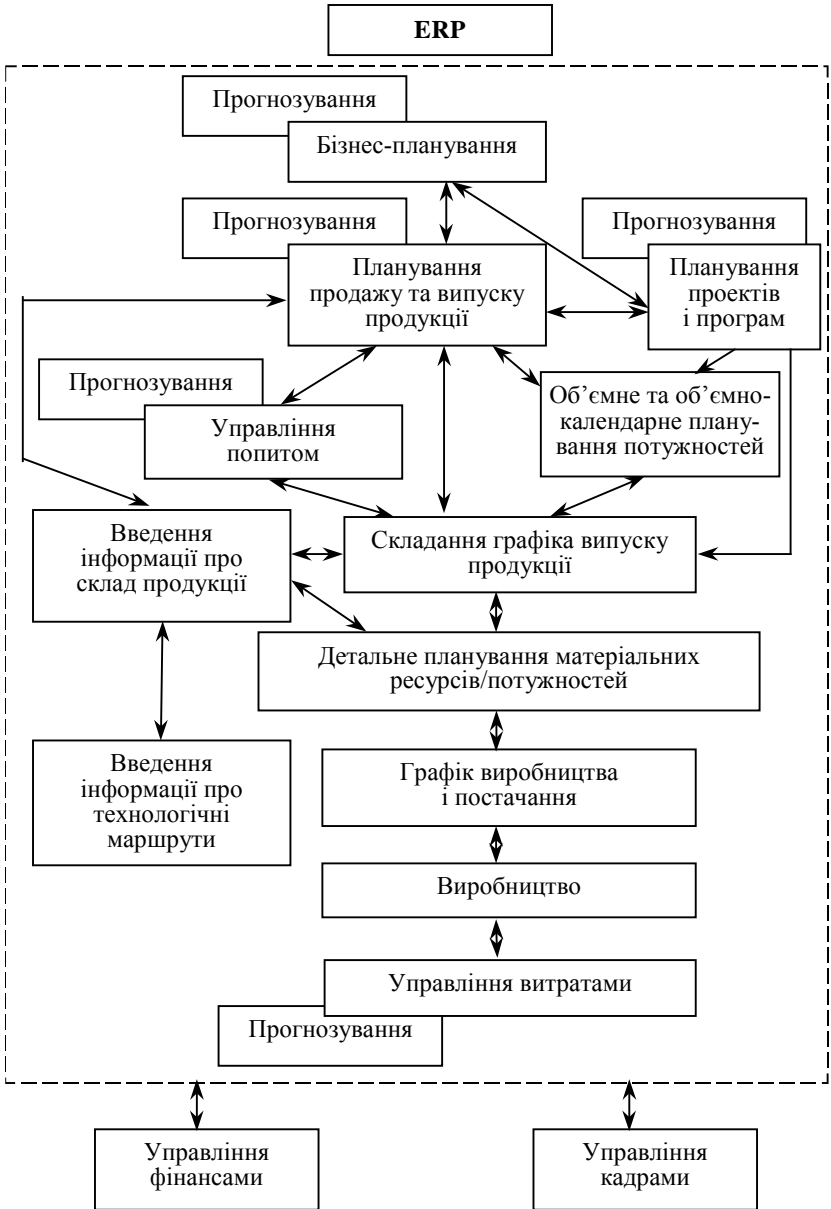 ERP
Прогнозування
Бізнес-планування
Прогнозування
Планування
продажу та випуску
продукції
Прогнозування
Планування
проектів
і програм
Прогнозування
Управління
попитом
Об’ємне та об’ємно-
календарне плану-
вання потужностей
Введення
інформації про
склад продукції
Складання графіка випуску
продукції
Детальне планування матеріальних
ресурсів/потужностей
Введення
інформації про
технологічні
маршрути
Графік виробництва
і постачання
Виробництво
Управління витратами
Прогнозування
Управління
фінансами
Управління
кадрами